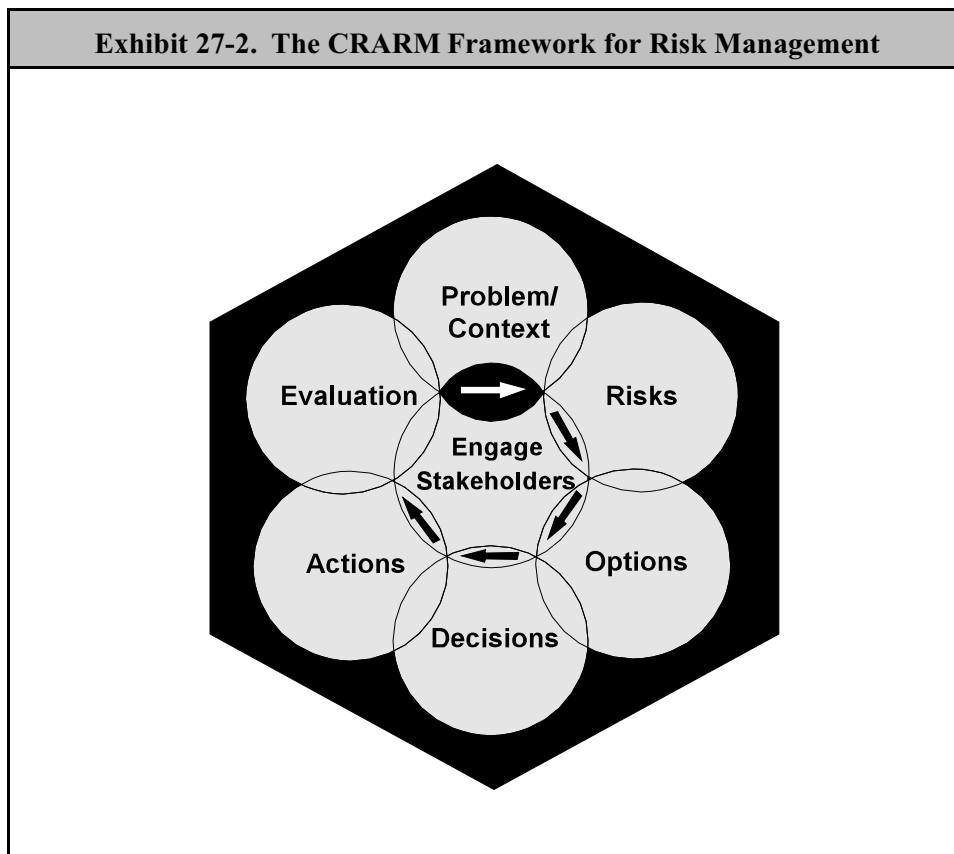 Exhibit 27-2. The CRARM Framework for Risk Management
Problem/
Context
Evaluation
Risks
Engage
Stakeholders
Actions
Options
Decisions